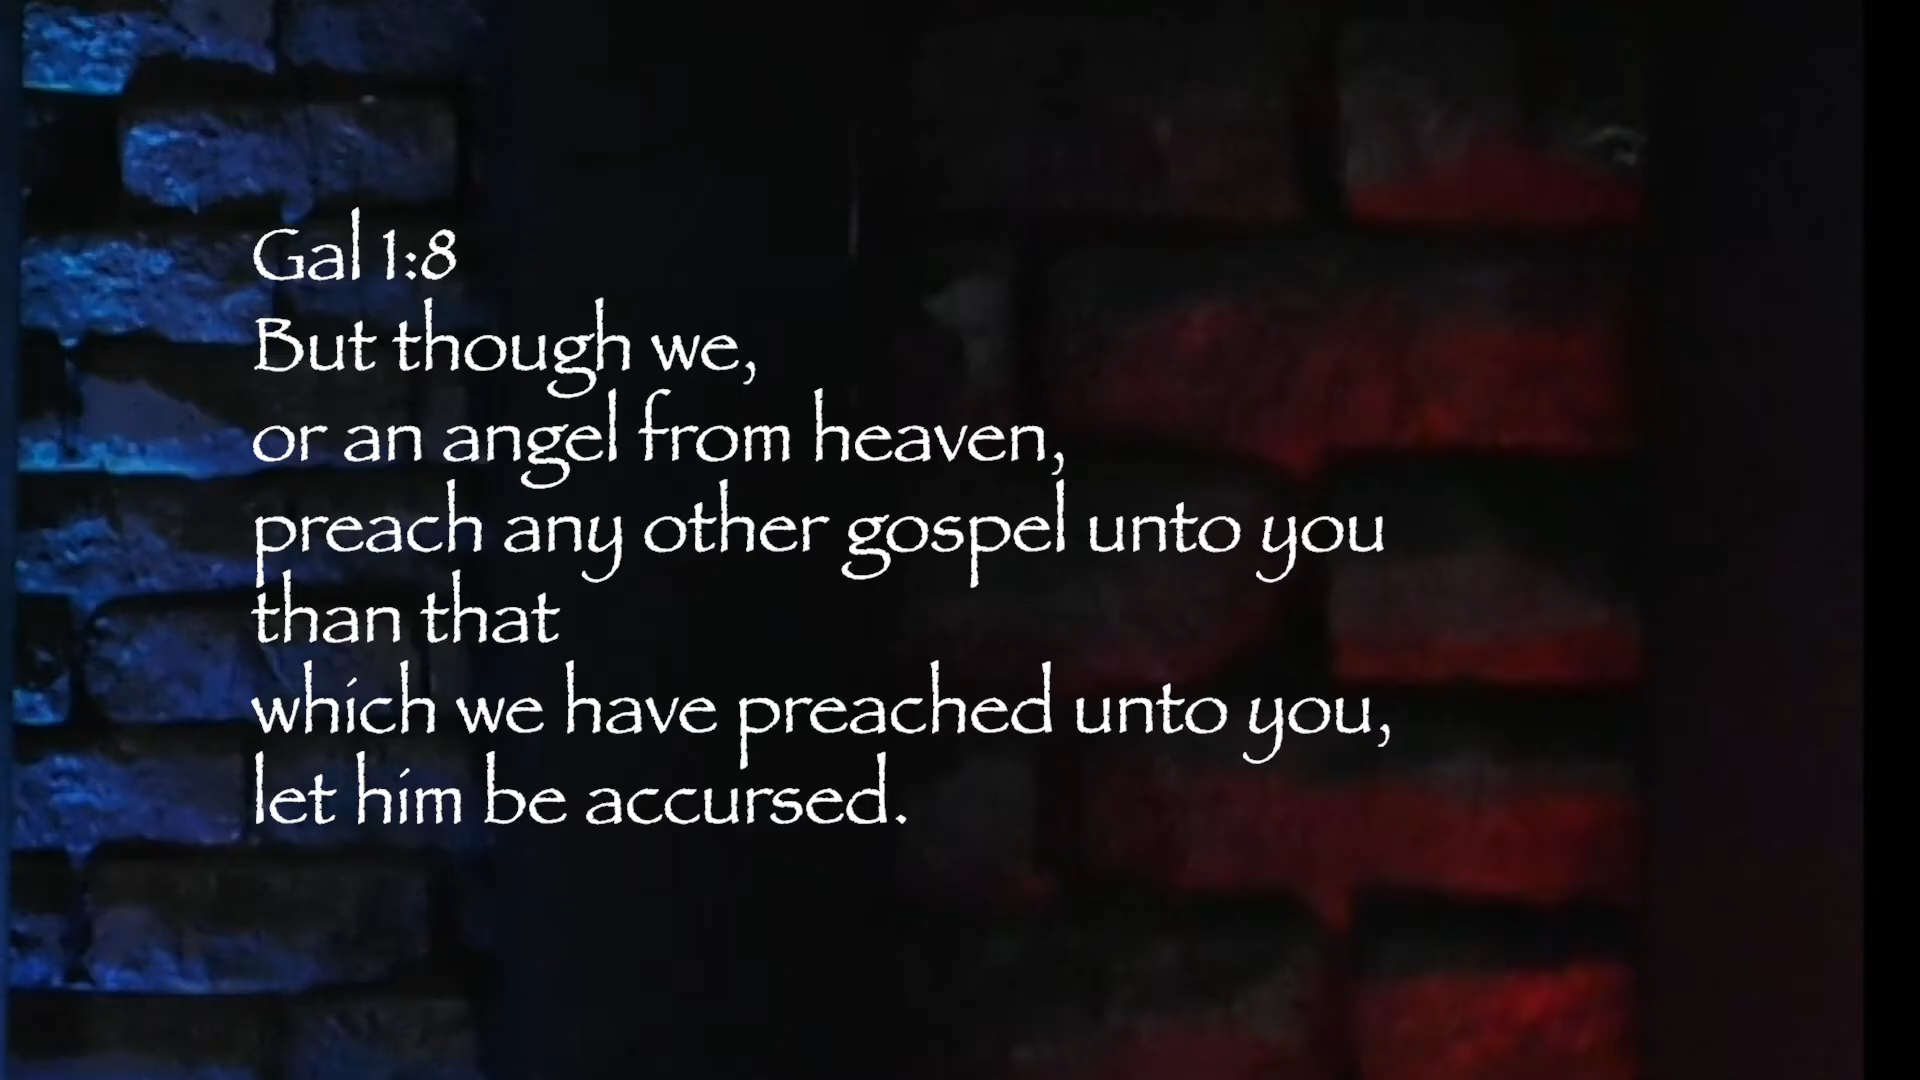 Gal 1:8
But though we,
or an angel from heaven,
preach any other gospel unto you
than that
which we have preached unto you,
let him be accursed.